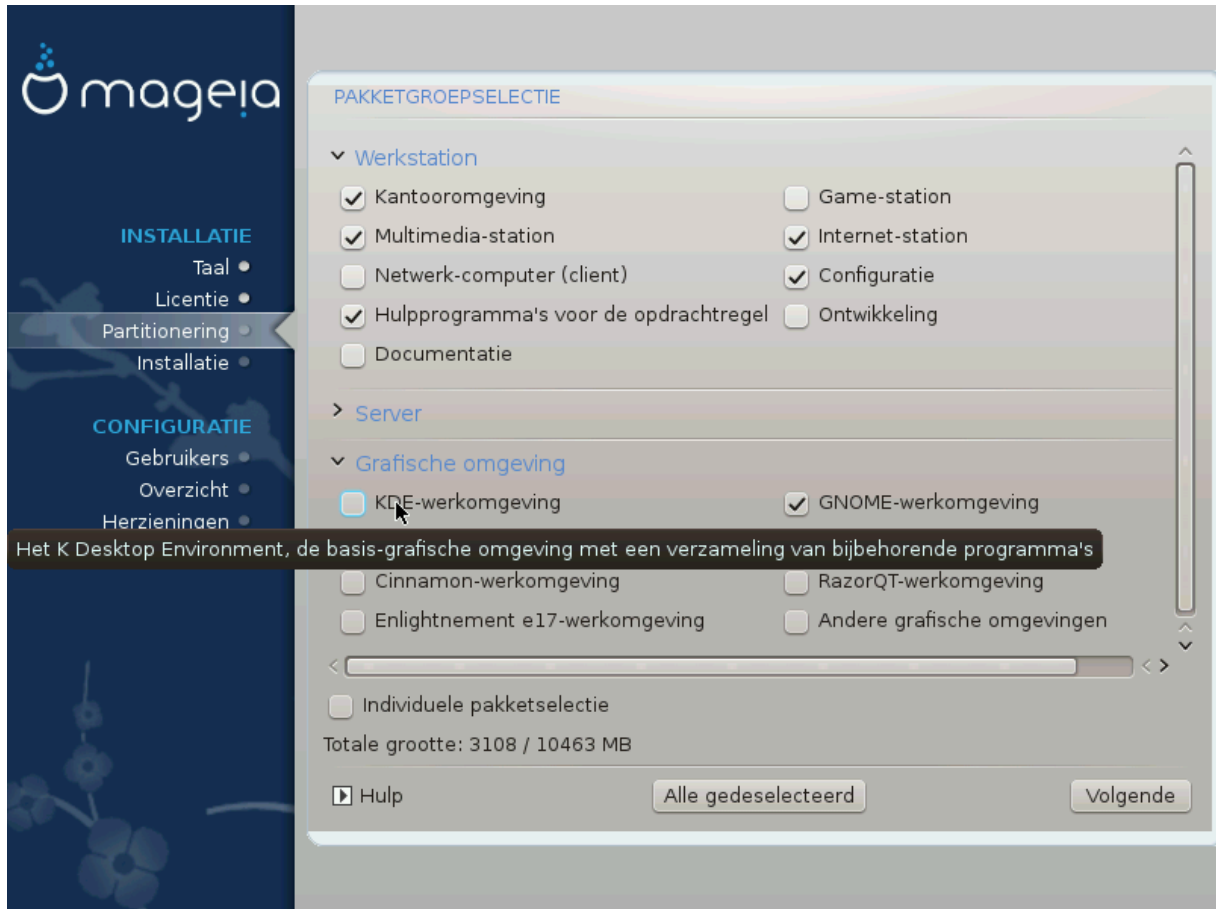 mageia
INSTALLATIE
Taal
Licentie
Partitionering
Installatie
CONFIGURATIE
Gebruikers
Overzicht
Herzieningen
PAKKETGROEPSELECTIE
Werkstation
Kantooromgeving
Game-station
Multimedia-station
Internet-station
Netwerk-computer (client)
Configuratie
Hulpprogramma's voor de opdrachtregel
Ontwikkeling
Documentatie
Server
Grafische omgeving
KDE-werkomgeving
GNOME-werkomgeving
Het K Desktop Environment, de basis-grafische omgeving met een verzameling van bijbehorende programma's
Cinnamon-werkomgeving
RazorQT-werkomgeving
Enlightnement e17-werkomgeving
Andere grafische omgevingen
Individuele pakketselectie
Totale grootte: 3108 / 10463 MB
Hulp
Alle gedeselecteerd
Volgende